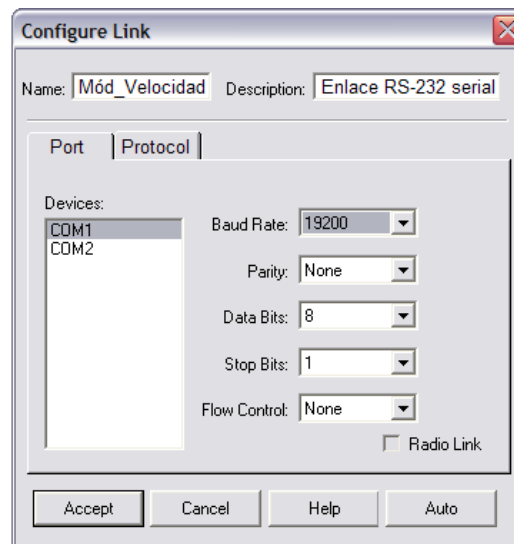 Configure Link
Name: Mód_Velocidad Description: Enlace RS-232 serial
Port Protocol
Devices:
COM1
COM2
Baud Rate: 19200
Parity: None
Data Bits: 8
Stop Bits: 1
Flow Control: None
Radio Link
Accept Cancel Help Auto